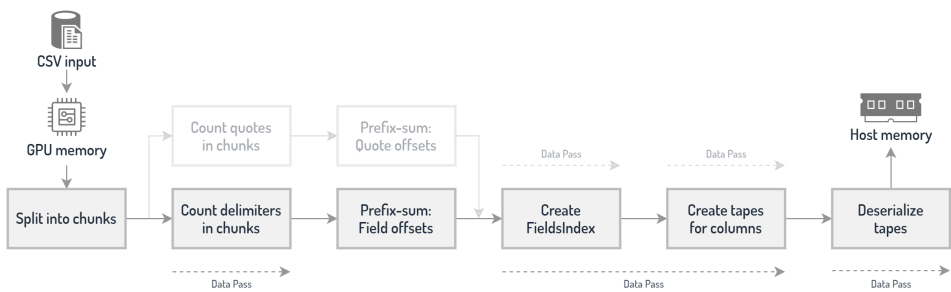 CSV input
GPU memory
Count quotes
in chunks
Prefix-sum:
Quote offsets
Host memory
Data Pass
Data Pass
Split into chunks
Count delimiters
in chunks
Prefix-sum:
Field offsets
Create
FieldsIndex
Create tapes
for columns
Deserialize
tapes
Data Pass
Data Pass
Data Pass